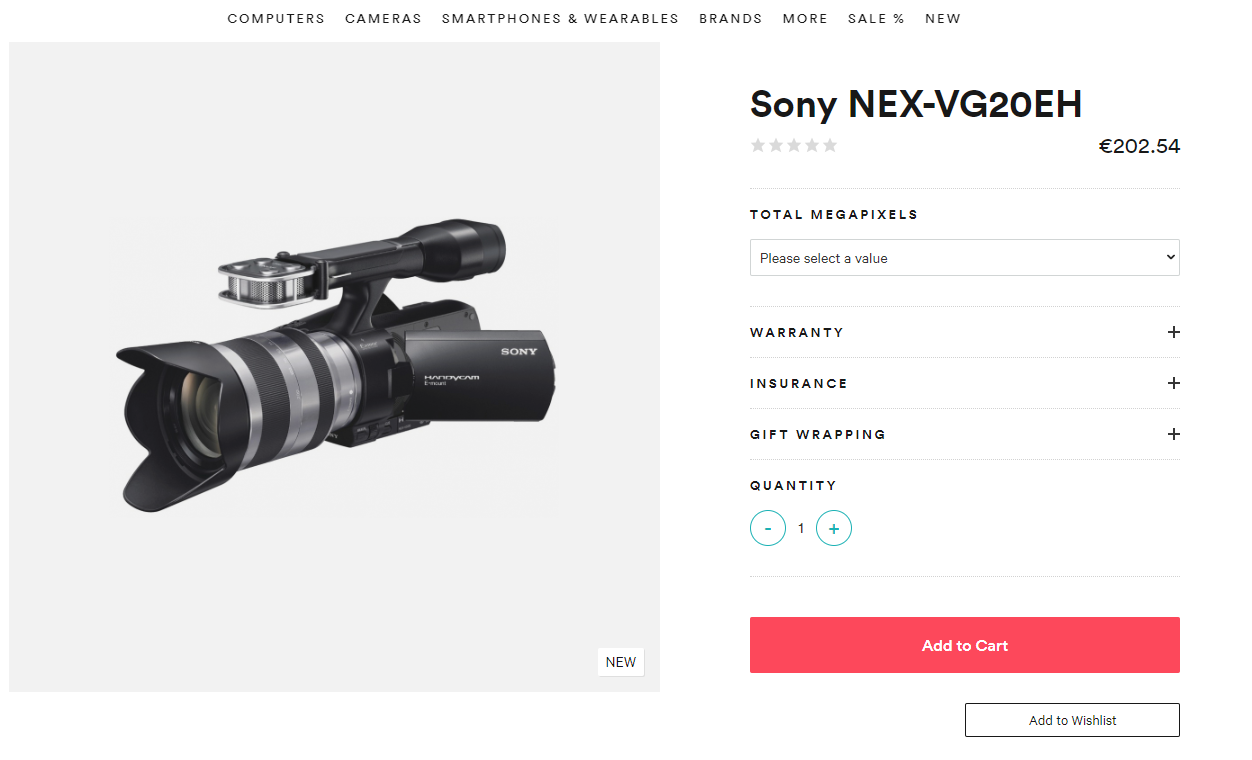 COMPUTERS CAMERAS SMARTPHONES & WEARABLES BRANDS MORE SALE % NEW
Sony NEX-VG20EH
€202.54
TOTAL MEGAPIXELS
Please select a value
WARRANTY +
INSURANCE +
GIFT WRAPPING +
QUANTITY
- 1 +
Add to Cart
Add to Wishlist
SONY
HANDYCAM
E-mount
NEW